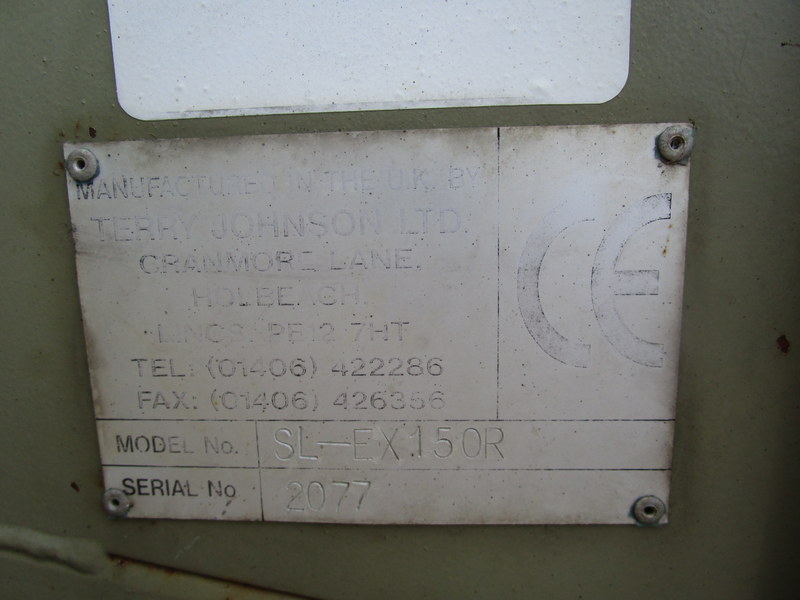 MANUFACTURED IN THE U.K. BY
TERRY JOHNSON LTD.
CRANMORE LANE.
HOLBEACH.
LINCS. PE12 7HT
TEL: (01406) 422286
FAX: (01406) 426356
CE
MODEL No. SL-EX150R
SERIAL No 2077